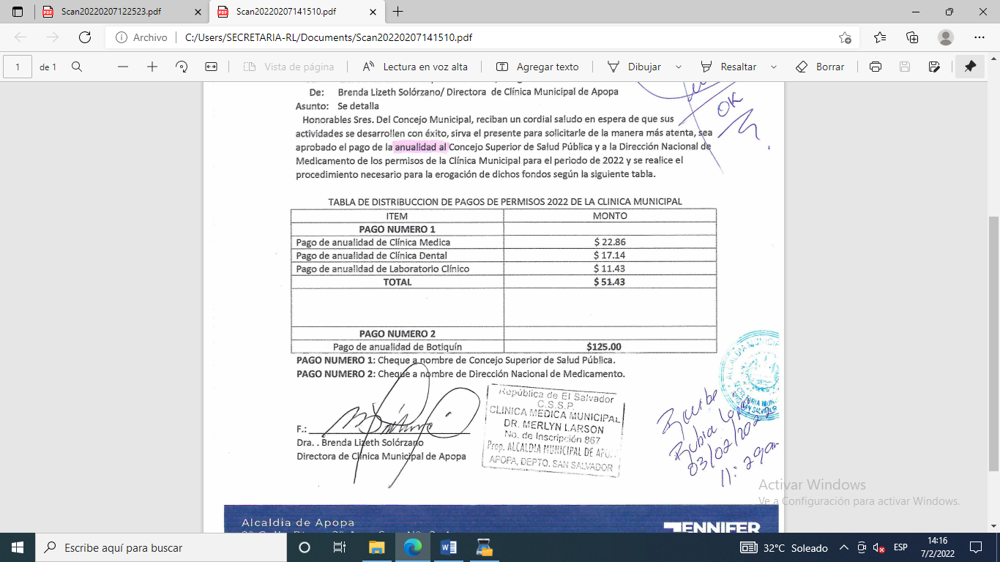 Scan20220207122523.pdf
Scan20220207141510.pdf
Archivo
C:/Users/SECRETARIA-RL/Documents/Scan20220207141510.pdf
1 de 1
Vista de página
Lectura en voz alta
Agregar texto
Dibujar
Resaltar
Borrar
De: Brenda Lizeth Solórzano/ Directora de Clínica Municipal de Apopa
Asunto: Se detalla
OK
Honorables Sres. Del Concejo Municipal, reciban un cordial saludo en espera de que sus
actividades se desarrollen con éxito, sirva el presente para solicitarle de la manera más atenta, sea
aprobado el pago de la anualidad al Concejo Superior de Salud Pública y a la Dirección Nacional de
Medicamento de los permisos de la Clínica Municipal para el periodo de 2022 y se realice el
procedimiento necesario para la erogación de dichos fondos según la siguiente tabla.
TABLA DE DISTRIBUCCION DE PAGOS DE PERMISOS 2022 DE LA CLINICA MUNICIPAL
ITEM MONTO
PAGO NUMERO 1
Pago de anualidad de Clínica Medica $ 22.86
Pago de anualidad de Clínica Dental $ 17.14
Pago de anualidad de Laboratorio Clínico $ 11.43
TOTAL $ 51.43
PAGO NUMERO 2
Pago de anualidad de Botiquín $125.00
PAGO NUMERO 1: Cheque a nombre de Concejo Superior de Salud Pública.
PAGO NUMERO 2: Cheque a nombre de Dirección Nacional de Medicamento.
República de El Salvador
C.S.S.P.
CLINICA MEDICA MUNICIPAL
DR. MERLYN LARSON
No. de Inscripción 867
Prop. ALCALDIA MUNICIPAL DE
APOPA, DEPTO. SAN SALVADOR
03/02/2022
F.:
Dra. . Brenda Lizeth Solórzano
Directora de Clínica Municipal de Apopa
Alcaldia de Apopa
JENNIFER
Activar Windows
Ve a Configuración para activar Windows.
Escribe aquí para buscar
32°C Soleado
ESP
14:16
7/2/2022